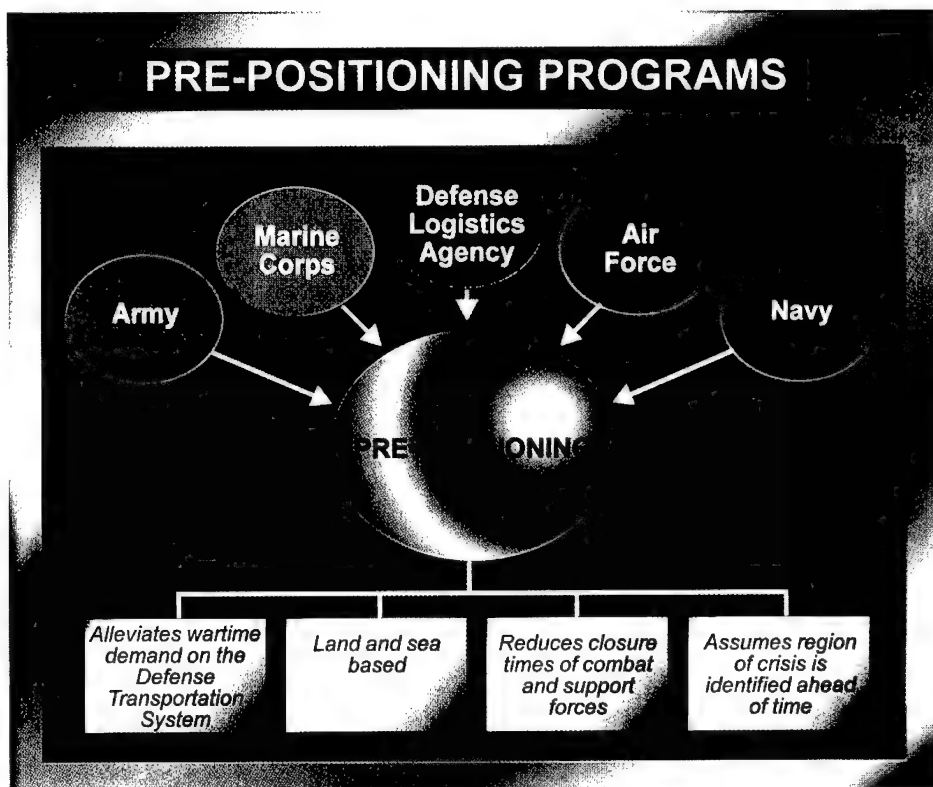 PRE-POSITIONING PROGRAMS
Defense
Logistics
Agency
Marine
Corps
Air
Force
Army
Navy
PRE IONING
Alleviates wartime
demand on the
Defense
Transportation
System
Land and sea
based
Reduces closure
times of combat
and support
forces
Assumes region
of crisis is
identified ahead
of time